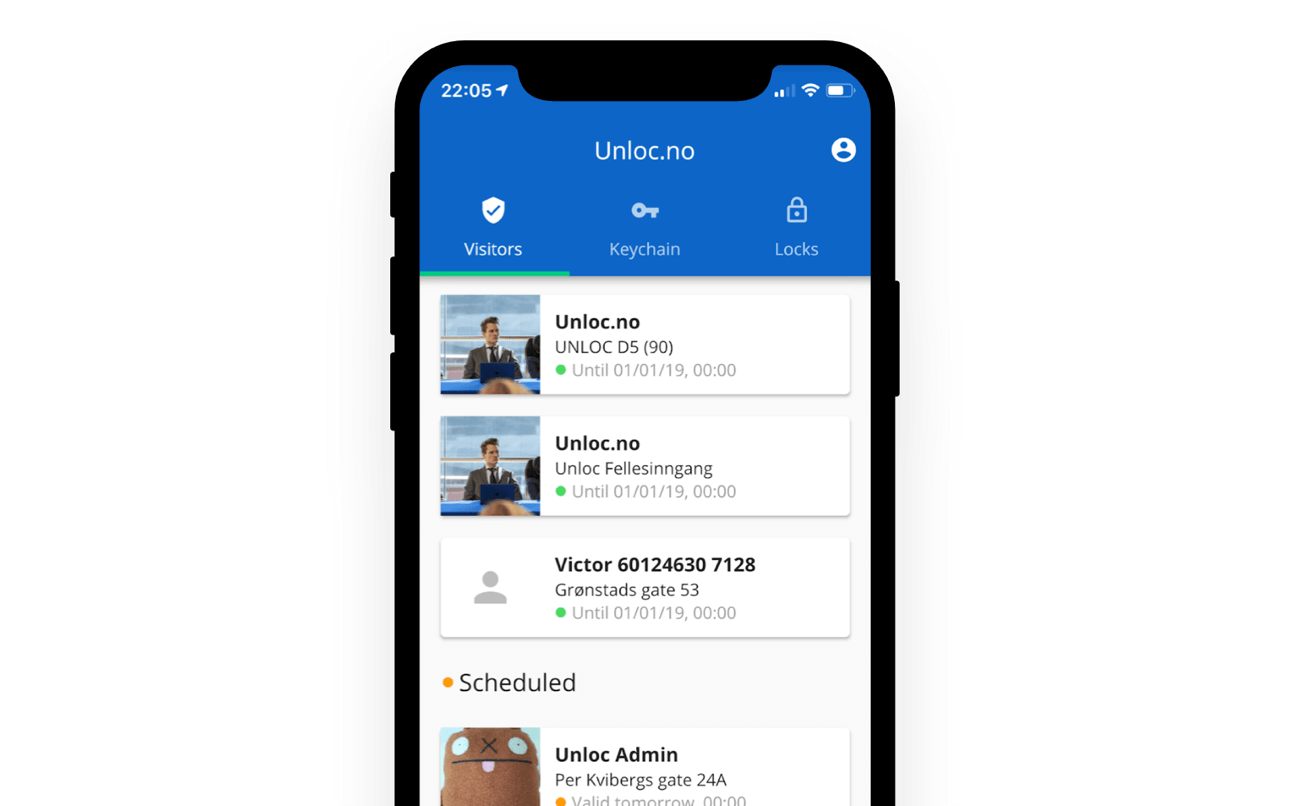 22:05
Unloc.no
Visitors
Keychain
Locks
Unloc.no
UNLOC D5 (90)
Until 01/01/19, 00:00
Unloc.no
Unloc Fellesinngang
Until 01/01/19, 00:00
Victor 60124630 7128
Grønstads gate 53
Until 01/01/19, 00:00
Scheduled
Unloc Admin
Per Kvibergs gate 24A
Valid tomorrow, 00:00